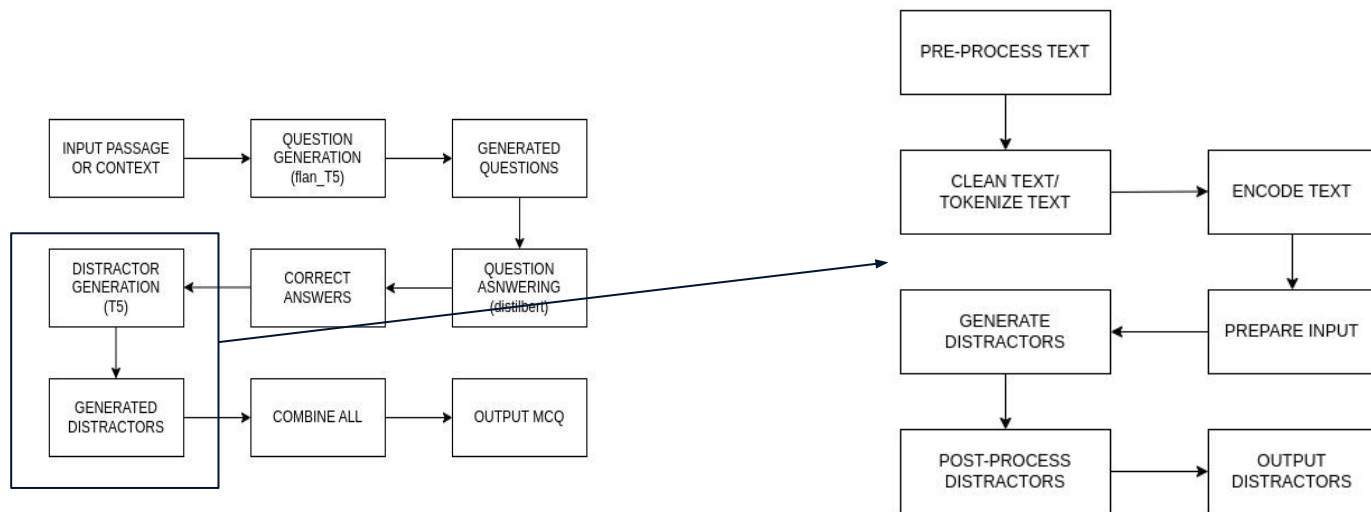 INPUT PASSAGE
OR CONTEXT
QUESTION
GENERATION
(flan_T5)
GENERATED
QUESTIONS
DISTRACTOR
GENERATION
(T5)
CORRECT
ANSWERS
QUESTION
ASNWERING
(distilbert)
GENERATED
DISTRACTORS
COMBINE ALL
OUTPUT MCQ
PRE-PROCESS TEXT
CLEAN TEXT/
TOKENIZE TEXT
ENCODE TEXT
GENERATE
DISTRACTORS
PREPARE INPUT
POST-PROCESS
DISTRACTORS
OUTPUT
DISTRACTORS